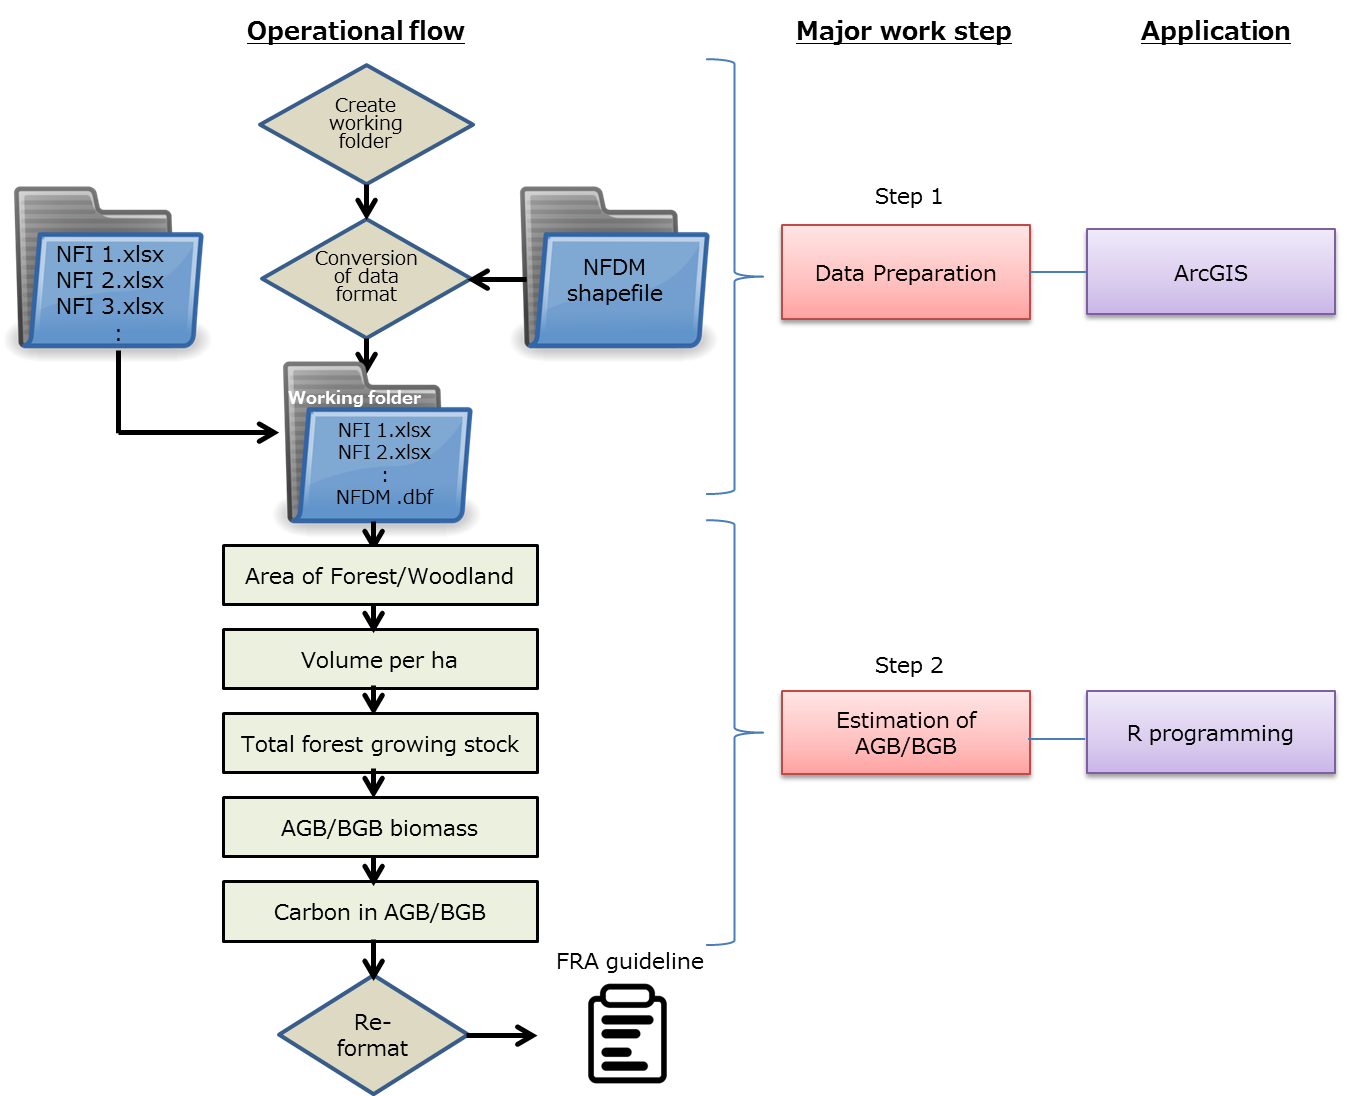 Operational flow
Major work step
Application
Create
working
folder
NFI 1.xlsx
NFI 2.xlsx
NFI 3.xlsx
:
Conversion
of data
format
NFDM
shapefile
Step 1
Data Preparation
ArcGIS
Working folder
NFI 1.xlsx
NFI 2.xlsx
:
NFDM .dbf
Area of Forest/Woodland
Volume per ha
Total forest growing stock
AGB/BGB biomass
Carbon in AGB/BGB
Step 2
Estimation of
AGB/BGB
R programming
Re-
format
FRA guideline